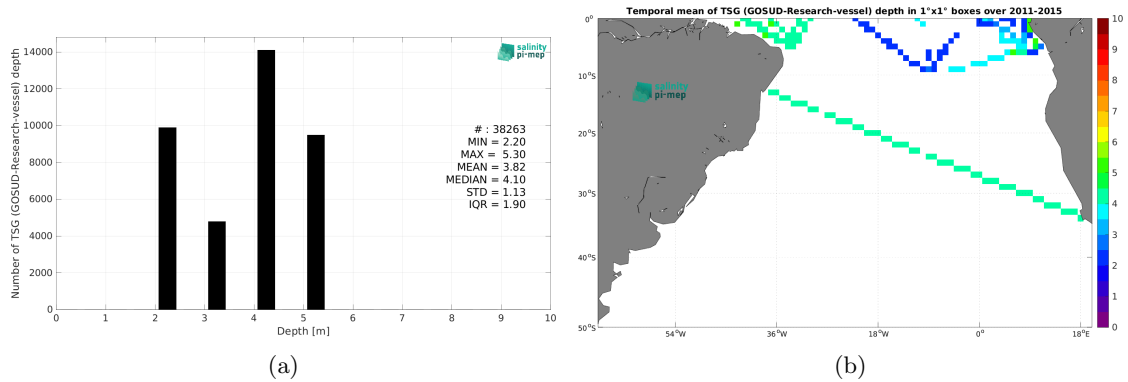 Number of TSG (GOSUD-Research-vessel) depth
14000
12000
10000
8000
6000
4000
2000
0
0 1 2 3 4 5 6 7 8 9 10
Depth [m]
salinity
pi-mep
# : 38263
MIN = 2.20
MAX = 5.30
MEAN = 3.82
MEDIAN = 4.10
STD = 1.13
IQR = 1.90
(a)
Temporal mean of TSG (GOSUD-Research-vessel) depth in 1°x1° boxes over 2011-2015
0°
10°S
20°S
30°S
40°S
50°S
54°W 36°W 18°W 0° 18°E
salinity
pi-mep
10
9
8
7
6
5
4
3
2
1
0
(b)